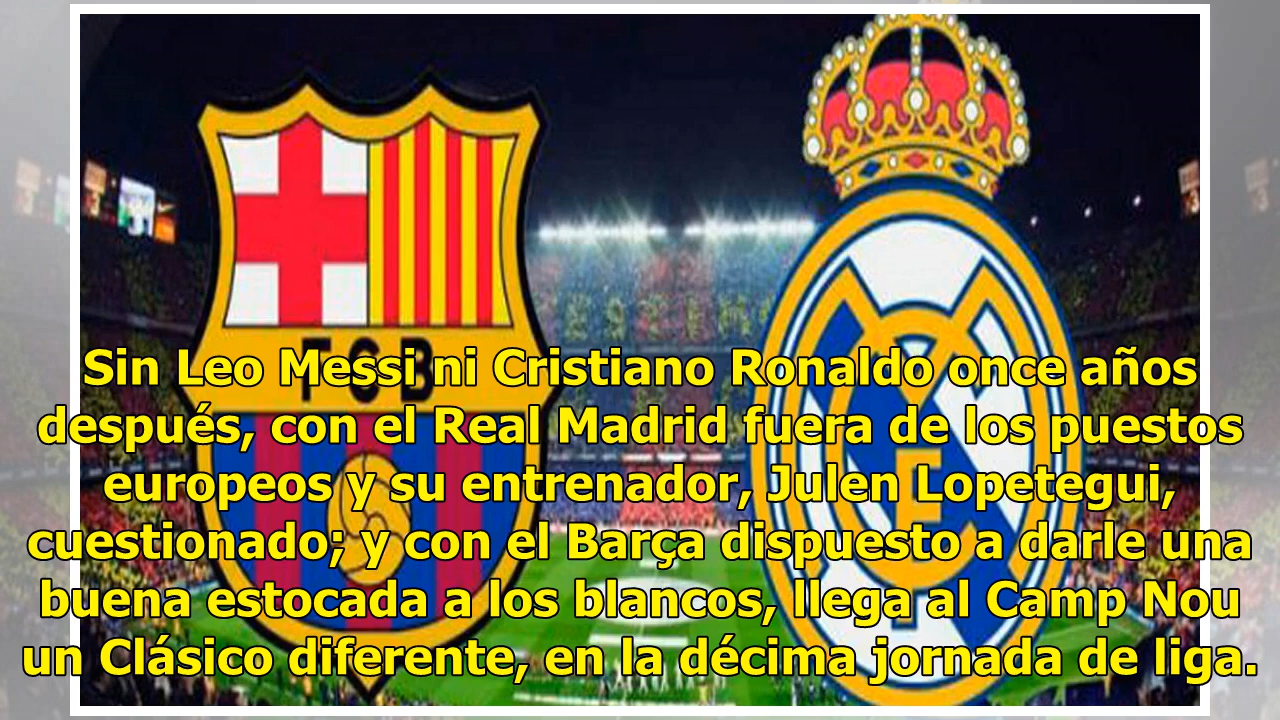 FCB
Sin Leo Messi ni Cristiano Ronaldo once años
después, con el Real Madrid fuera de los puestos
europeos y su entrenador, Julen Lopetegui,
cuestionado; y con el Barça dispuesto a darle una
buena estocada a los blancos, llega al Camp Nou
un Clásico diferente, en la décima jornada de liga.